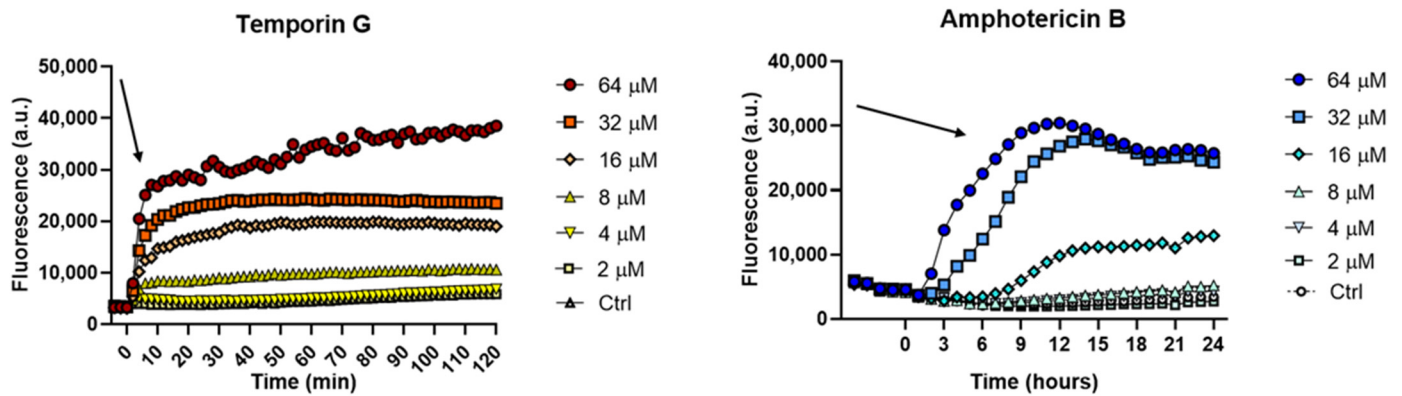 Temporin G
Fluorescence (a.u.)
50,000
40,000
30,000
20,000
10,000
0
0 10 20 30 40 50 60 70 80 90 100 110 120
Time (min)
64 μM
32 μM
16 μM
8 μM
4 μM
2 μM
Ctrl
Amphotericin B
Fluorescence (a.u.)
40,000
30,000
20,000
10,000
0
0 3 6 9 12 15 18 21 24
Time (hours)
64 μM
32 μM
16 μM
8 μM
4 μM
2 μM
Ctrl